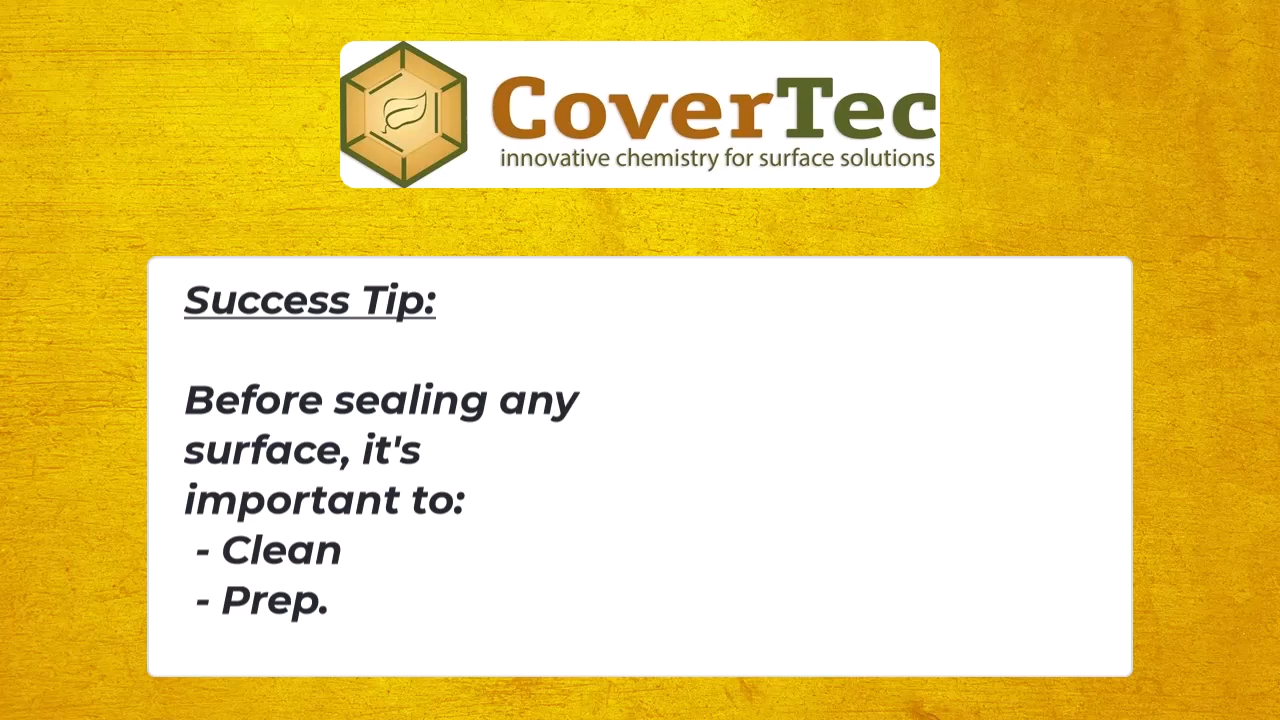 CoverTec
innovative chemistry for surface solutions
Success Tip:
Before sealing any
surface, it's
important to:
- Clean
- Prep.